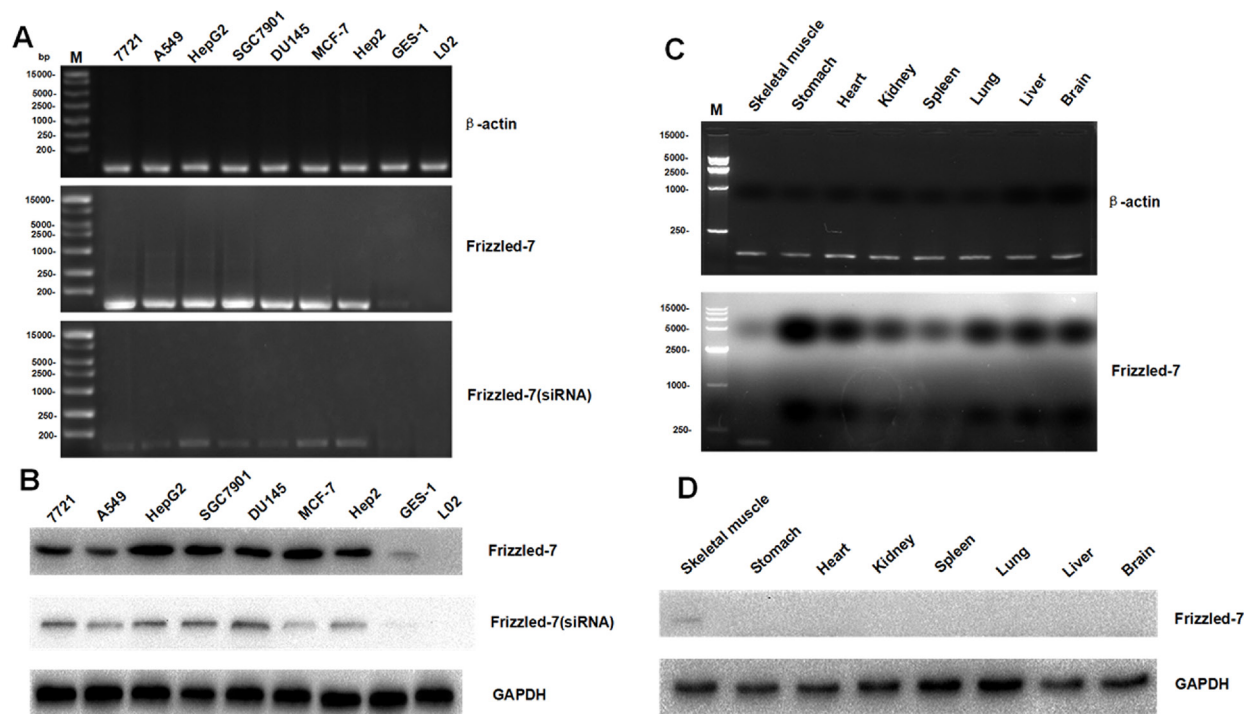 A
bp
M
7721
A549
HepG2
SGC7901
DU145
MCF-7
Hep2
GES-1
L02
15000-
5000-
2500-
1000-
250-
200-
β-actin
15000-
5000-
2500-
1000-
250-
200-
Frizzled-7
15000-
5000-
2500-
1000-
250-
200-
Frizzled-7(siRNA)
B
7721
A549
HepG2
SGC7901
DU145
MCF-7
Hep2
GES-1
L02
Frizzled-7
Frizzled-7(siRNA)
GAPDH
C
M
Skeletal muscle
Stomach
Heart
Kidney
Spleen
Lung
Liver
Brain
15000-
5000-
2500-
1000-
250-
β-actin
15000-
5000-
2500-
1000-
250-
Frizzled-7
D
Skeletal muscle
Stomach
Heart
Kidney
Spleen
Lung
Liver
Brain
Frizzled-7
GAPDH